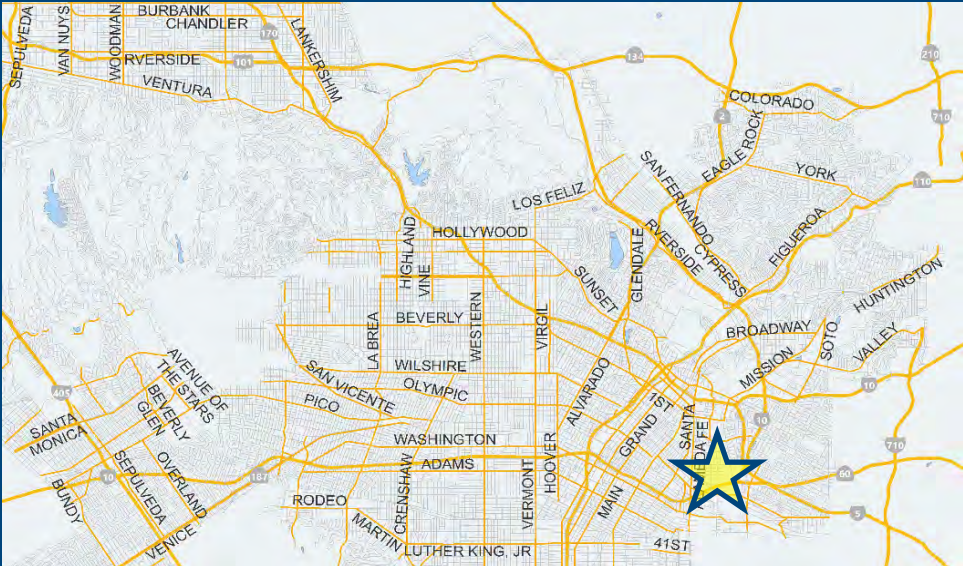 SEPULVEDA
VAN NUYS
WOODMAN
BURBANK
CHANDLER
170
LANKERSHIM
RVERSIDE
101
VENTURA
134
210
COLORADO
2
710
EAGLE ROCK
YORK
SAN FERNANDO
110
LOS FELIZ
FIGUEROA
HIGHLAND
VINE
HOLLYWOOD
RVERSIDE
CYPRESS
GLENDALE
SUNSET
HUNTINGTON
LA BREA
BEVERLY
WESTERN
VIRGIL
BROADWAY
SOTO
VALLEY
MISSION
WILSHIRE
AVENUE OF
THE STARS
SAN VICENTE
OLYMPIC
PICO
ALVARADO
1ST
10
405
BEVERLY
GLEN
SANTA
MONICA
GRAND
SANTA
FE
10
WASHINGTON
ADAMS
HOOVER
710
60
SEPULVEDA
OVERLAND
10
187
BUNDY
RODEO
CRENSHAW
VERMONT
MAIN
5
VENICE
MARTIN
LUTHER KING, JR
41ST